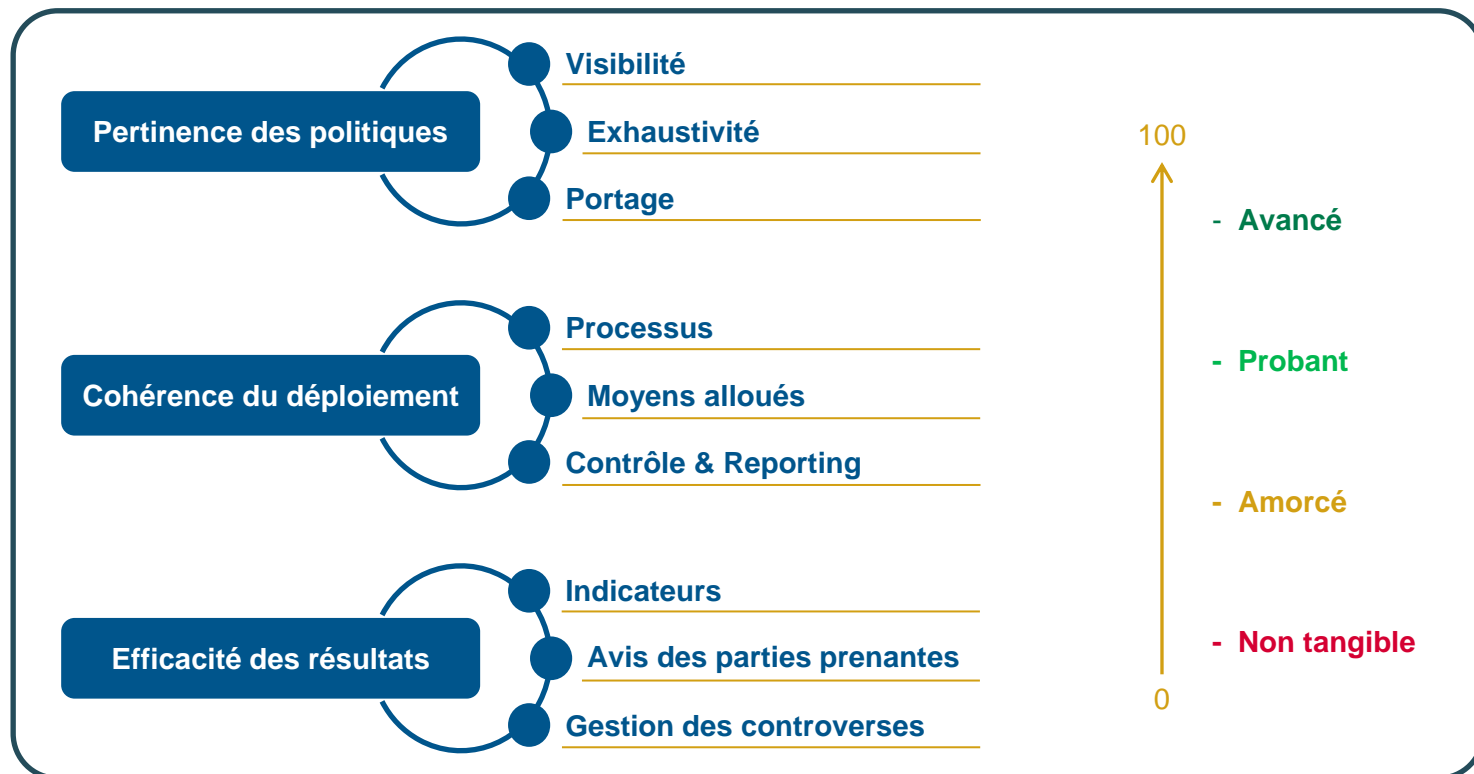 Pertinence des politiques
Visibilité
Exhaustivité
Portage
Cohérence du déploiement
Processus
Moyens alloués
Contrôle & Reporting
Efficacité des résultats
Indicateurs
Avis des parties prenantes
Gestion des controverses
100
- Avancé
- Probant
- Amorcé
- Non tangible
0